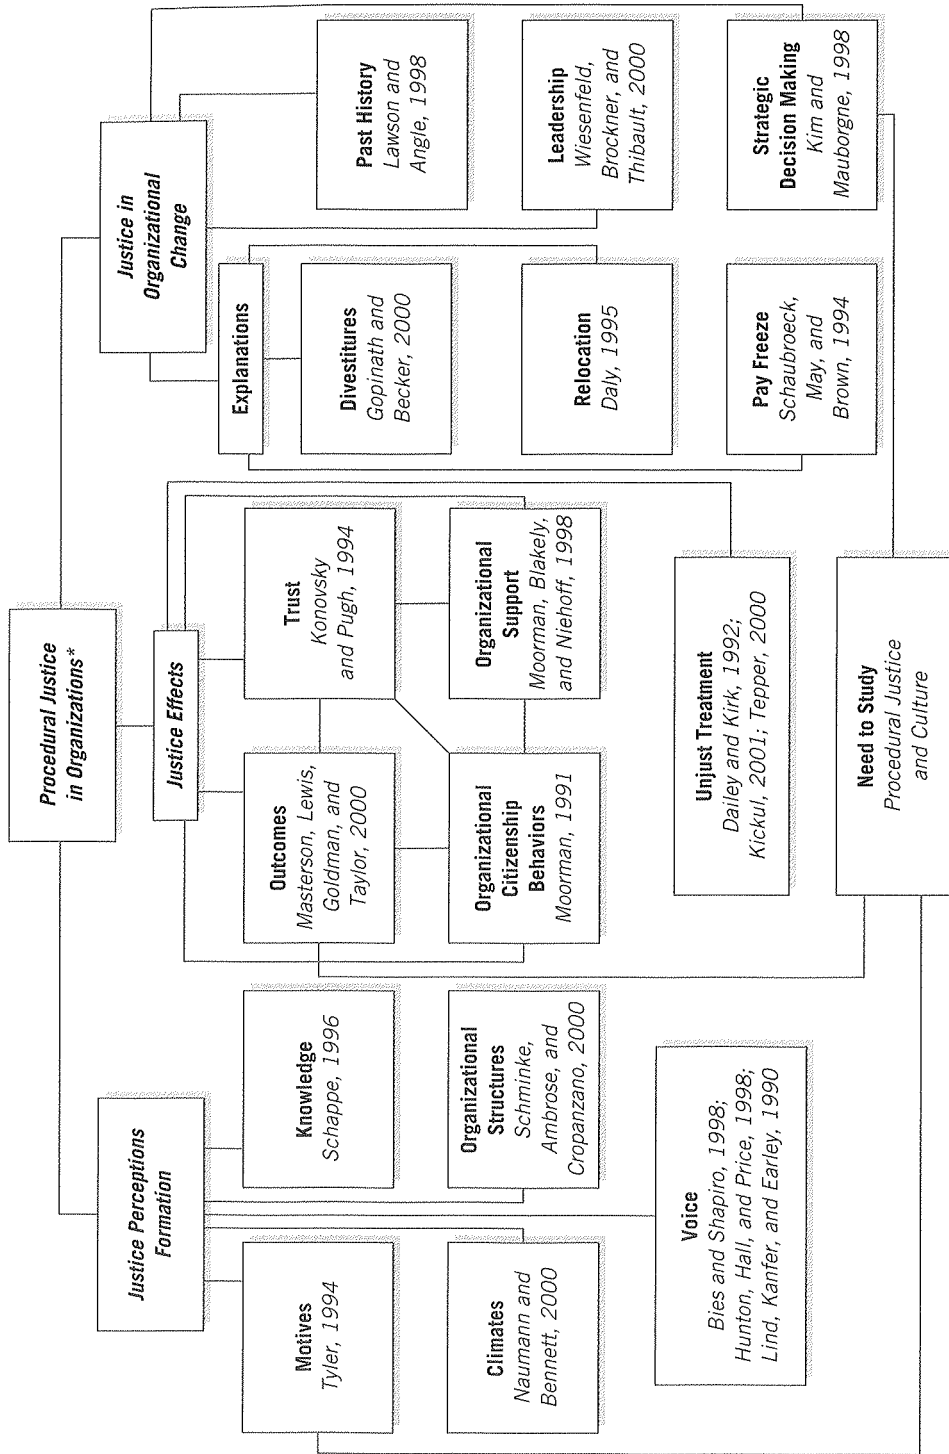 Procedural Justice
in Organizations*
Justice Perceptions
Formation
Motives
Tyler, 1994
Climates
Naumann and
Bennett, 2000
Knowledge
Schappe, 1996
Organizational
Structures
Schminke,
Ambrose, and
Cropanzano, 2000
Voice
Bies and Shapiro, 1998;
Hunton, Hall, and Price, 1998;
Lind, Kanfer, and Earley, 1990
Justice Effects
Outcomes
Masterson, Lewis,
Goldman, and
Taylor, 2000
Trust
Konovsky
and Pugh, 1994
Organizational
Citizenship
Behaviors
Moorman, 1991
Organizational
Support
Moorman, Blakely,
and Niehoff, 1998
Unjust Treatment
Dailey and Kirk, 1992;
Kickul, 2001; Tepper, 2000
Justice in
Organizational
Change
Explanations
Divestitures
Gopinath and
Becker, 2000
Relocation
Daly, 1995
Pay Freeze
Schaubroeck,
May, and
Brown, 1994
Past History
Lawson and
Angle, 1998
Leadership
Wiesenfeld,
Brockner, and
Thibault, 2000
Strategic
Decision Making
Kim and
Mauborgne, 1998
Need to Study
Procedural Justice
and Culture